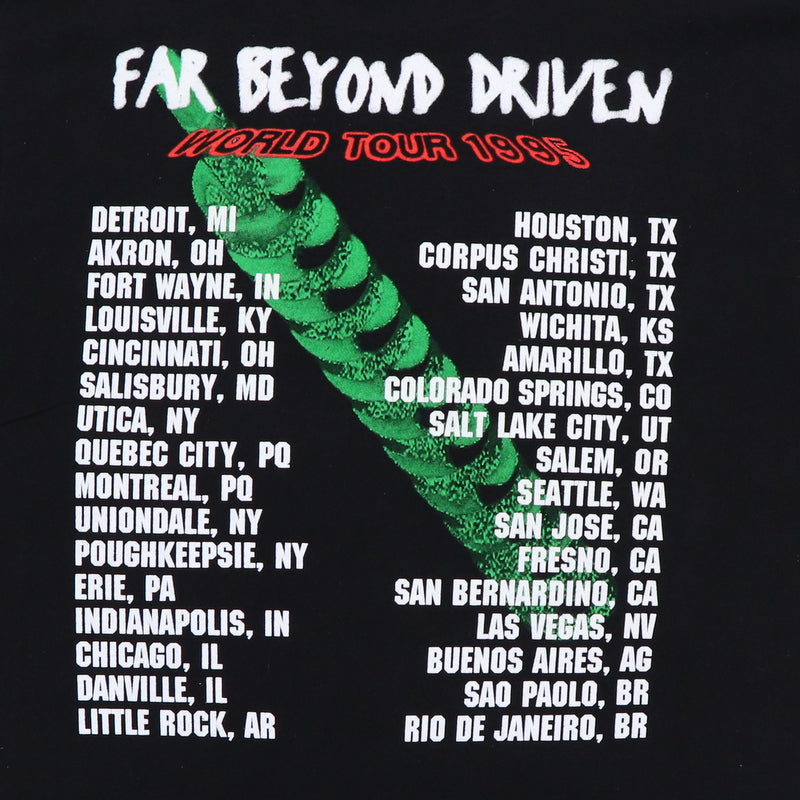 FAR BEYOND DRIVEN
WORLD TOUR 1995
DETROIT, MI
AKRON, OH
FORT WAYNE, IN
LOUISVILLE, KY
CINCINNATI, OH
SALISBURY, MD
UTICA, NY
QUEBEC CITY, PQ
MONTREAL, PQ
UNIONDALE, NY
POUGHKEEPSIE, NY
ERIE, PA
INDIANAPOLIS, IN
CHICAGO, IL
DANVILLE, IL
LITTLE ROCK, AR
HOUSTON, TX
CORPUS CHRISTI, TX
SAN ANTONIO, TX
WICHITA, KS
AMARILLO, TX
COLORADO SPRINGS, CO
SALT LAKE CITY, UT
SALEM, OR
SEATTLE, WA
SAN JOSE, CA
FRESNO, CA
SAN BERNARDINO, CA
LAS VEGAS, NV
BUENOS AIRES, AG
SAO PAOLO, BR
RIO DE JANEIRO, BR